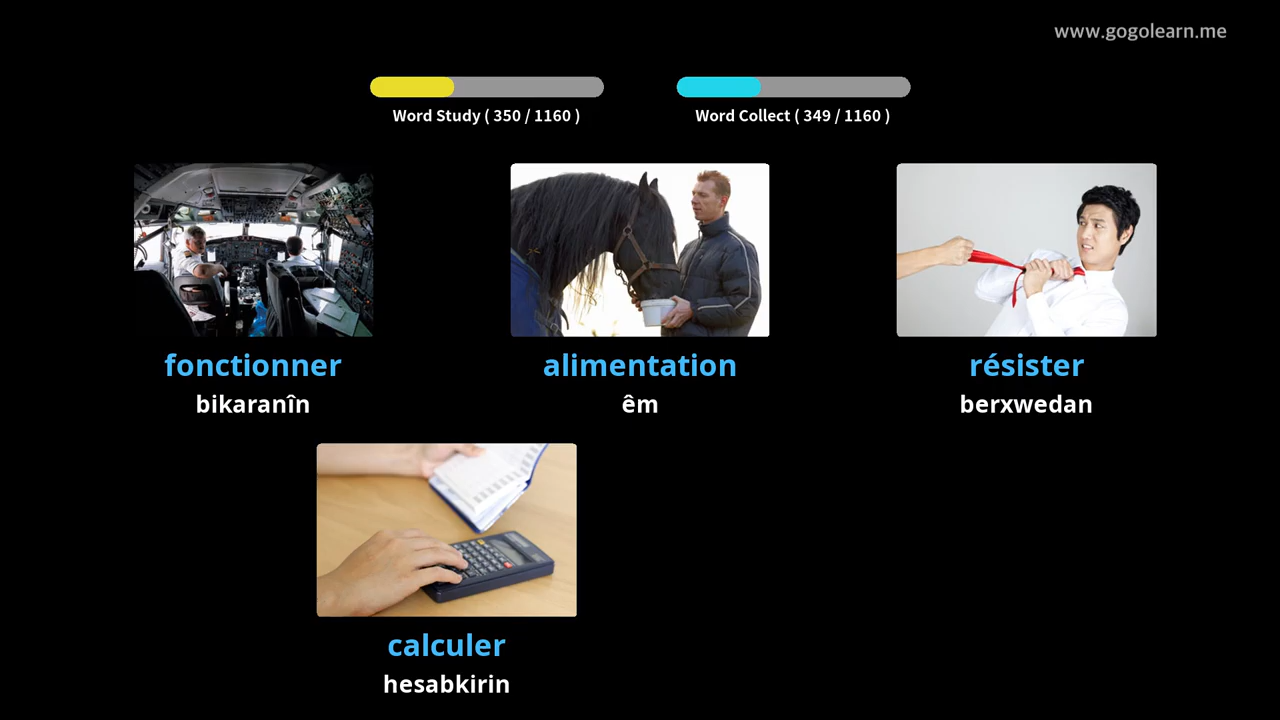 www.gogolearn.me
Word Study ( 350 / 1160 )
Word Collect ( 349 / 1160 )
fonctionner
bikaranîn
alimentation
êm
résister
berxwedan
calculer
hesabkirin